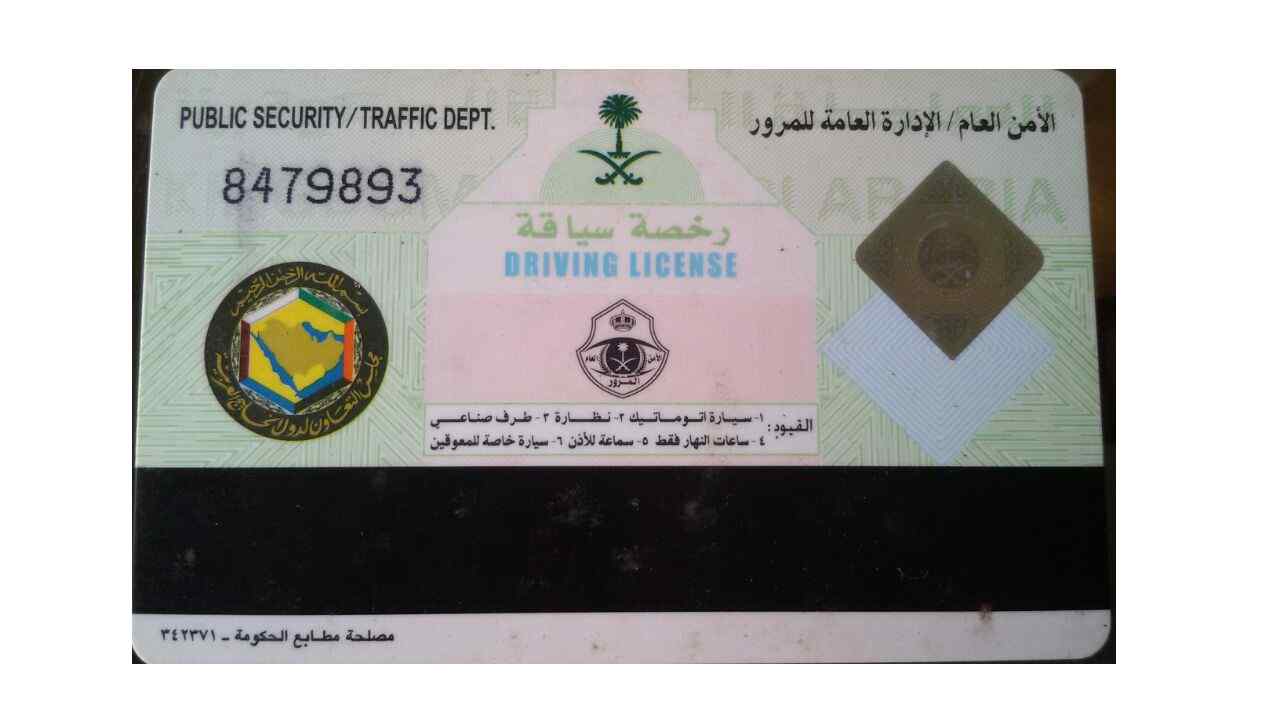 PUBLIC SECURITY/TRAFFIC DEPT.
الأمن العام/ الإدارة العامة للمرور
8479893
رخصة سياقة
DRIVING LICENSE
بسم الله الرحمن الرحيم
مجلس التعاون لدول الخليج العربية
الأمن العام
المرور
القيود: ١- سيارة اتوماتيك ٢- نظارة ٣- طرف صناعي
٤- ساعات النهار فقط ٥- سماعة للأذن ٦- سيارة خاصة للمعوقين
مصلحة مطابع الحكومة ـ ٣٤٢٣٧١